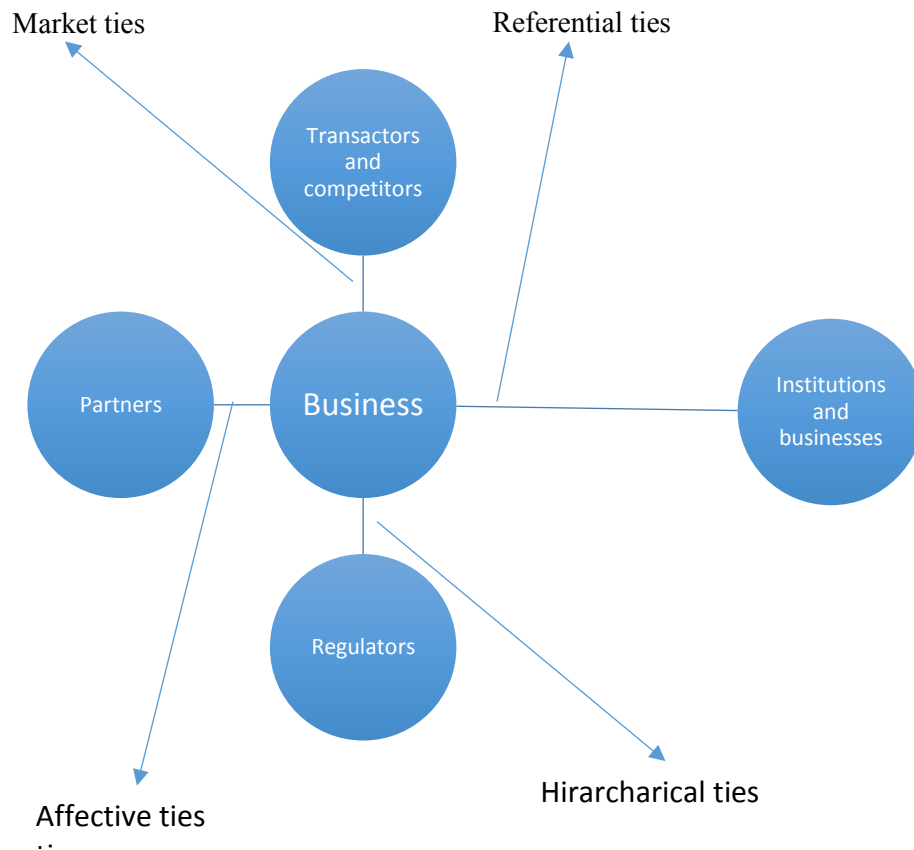 Market ties
Referential ties
Transactors
and
competitors
Partners
Business
Institutions
and
businesses
Regulators
Hirarcharical ties
Affective ties